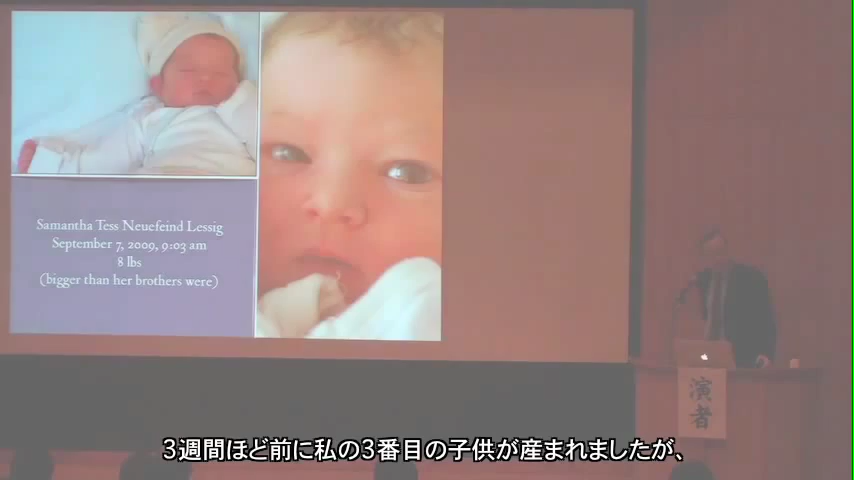 Samantha Tess Neuefeind Lessig
September 7, 2009, 9:03 am
8 lbs
(bigger than her brothers were)
演者
3週間ほど前に私の3番目の子供が産まれましたが、